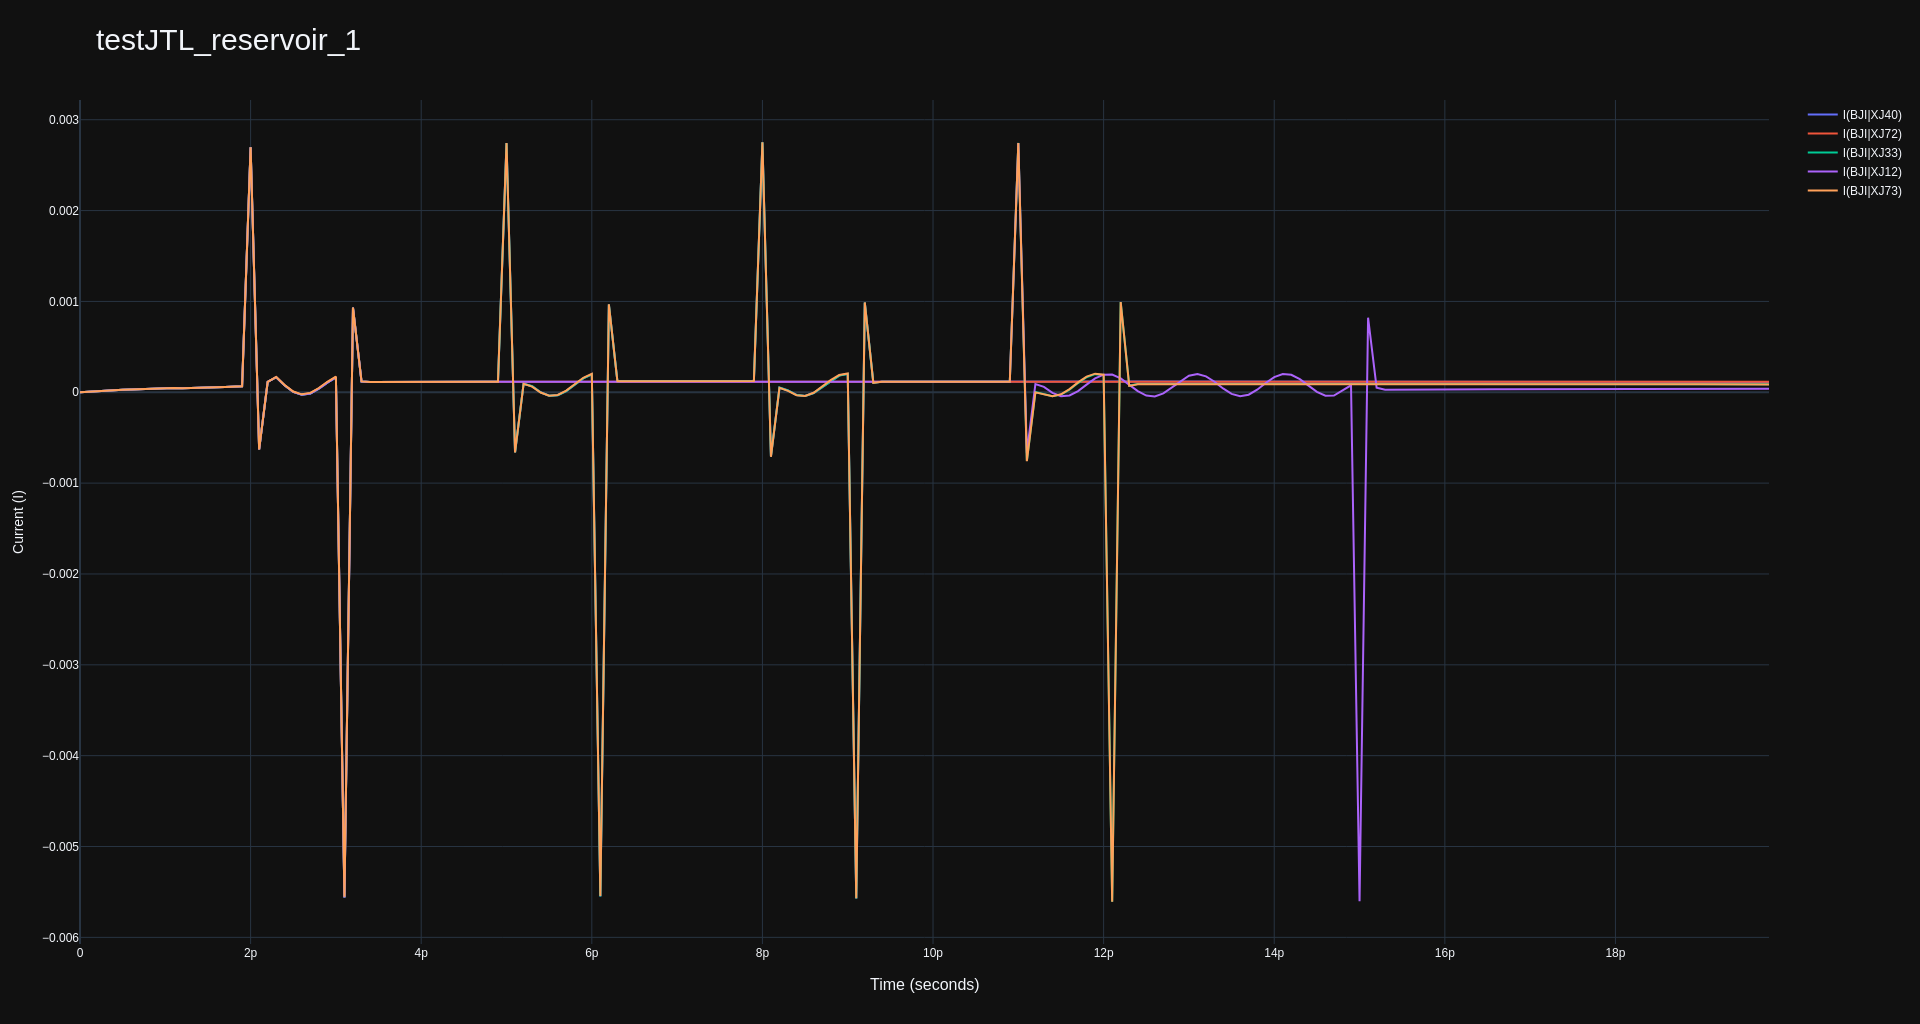 testJTL_reservoir_1
I(BJI|XJ40)
I(BJI|XJ72)
I(BJI|XJ33)
I(BJI|XJ12)
I(BJI|XJ73)
0.003
0.002
0.001
0
−0.001
−0.002
−0.003
−0.004
−0.005
−0.006
Current (I)
0 2p 4p 6p 8p 10p 12p 14p 16p 18p
Time (seconds)